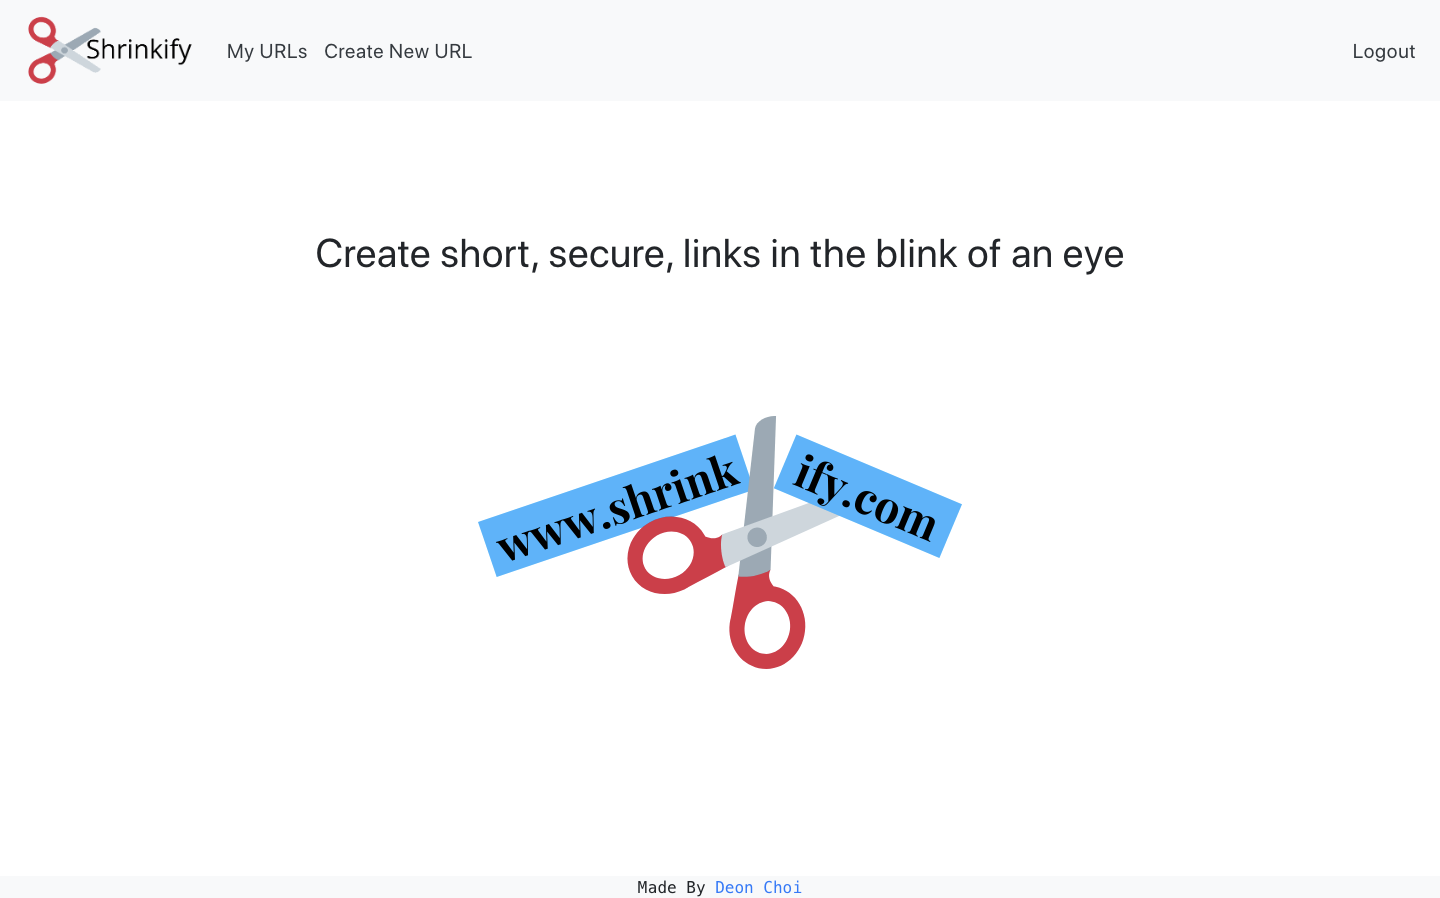 Shrinkify
My URLs
Create New URL
Logout
Create short, secure, links in the blink of an eye
www.shrink
ify.com
Made By Deon Choi